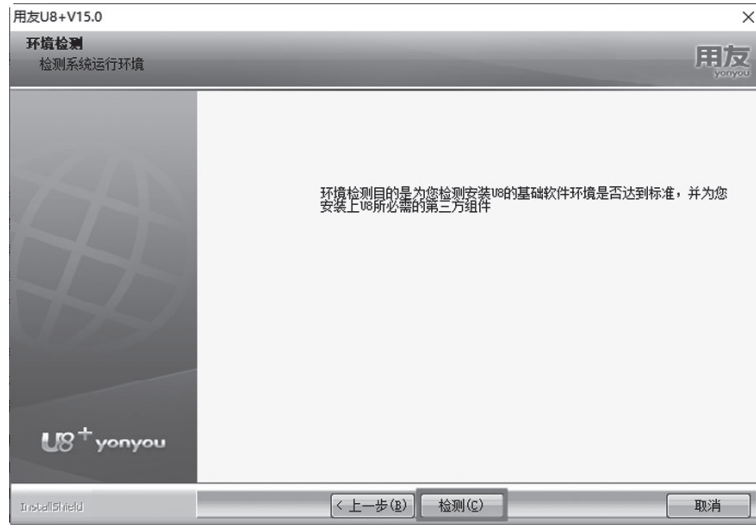 用友U8+V15.0
环境检测
检测系统运行环境
用友
yonyou
环境检测目的是为您检测安装U8的基础软件环境是否达到标准，并为您
安装上U8所必需的第三方组件
U8+ yonyou
InstallShield
< 上一步(B)
检测(C)
取消